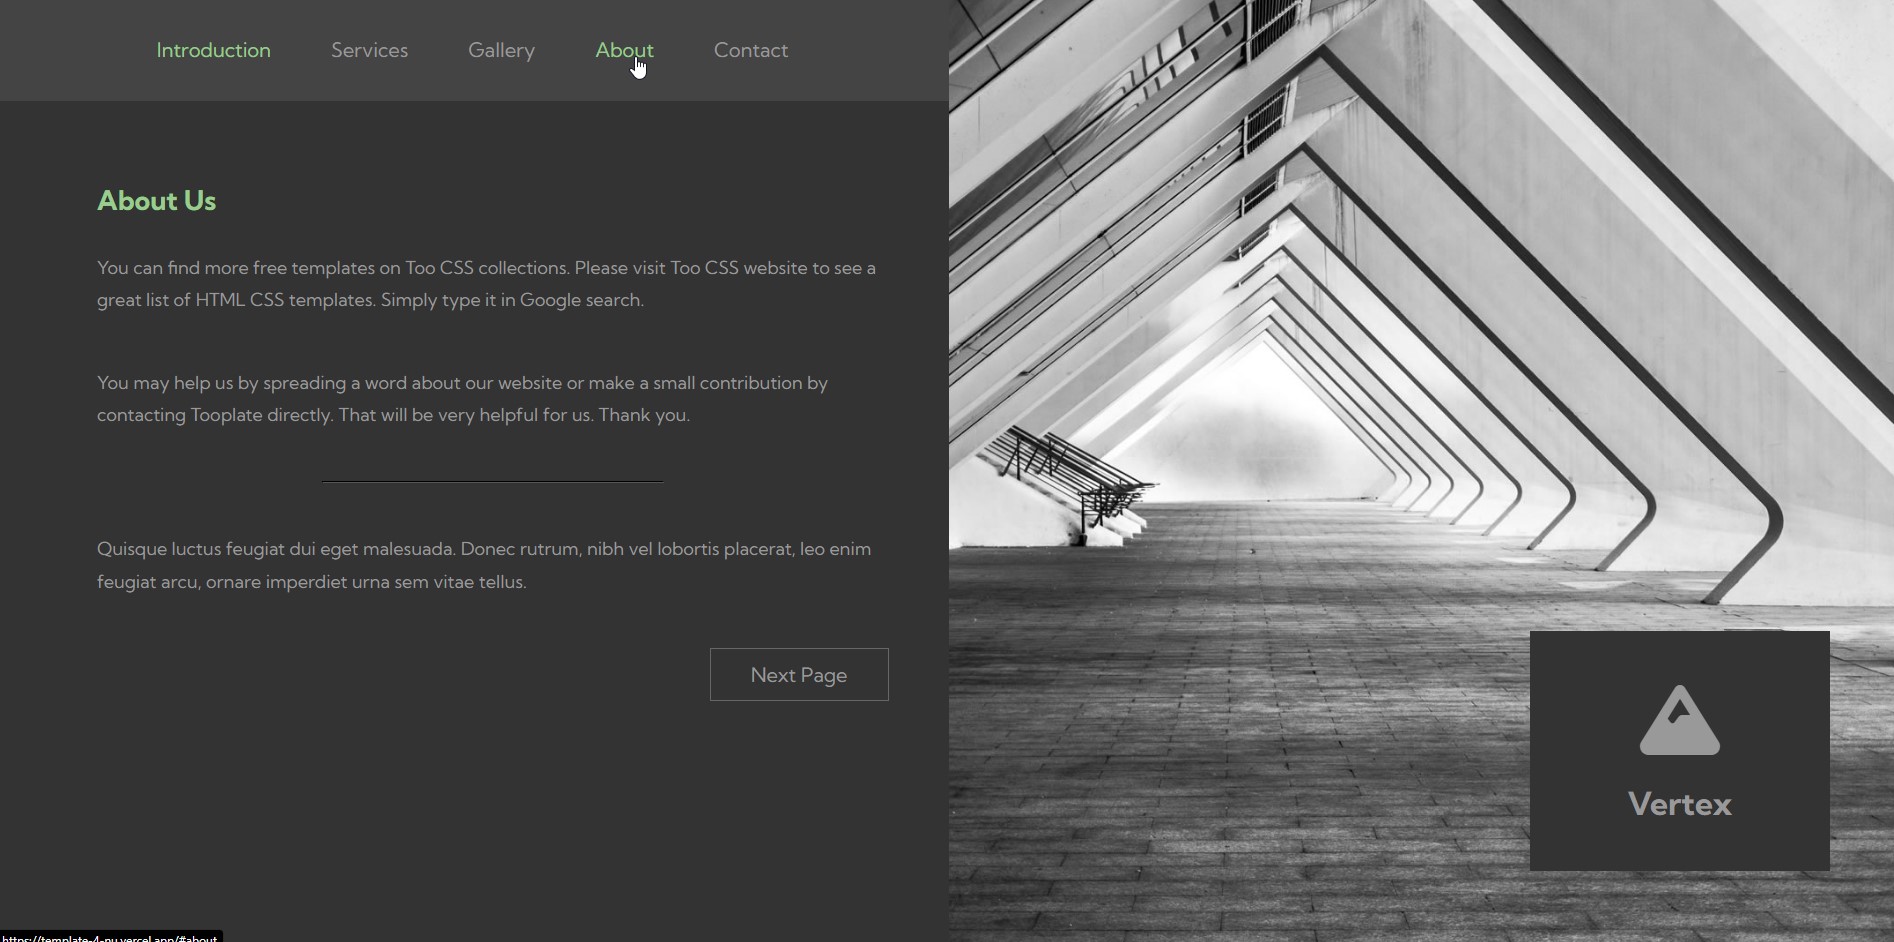 Introduction Services Gallery About Contact
About Us
You can find more free templates on Too CSS collections. Please visit Too CSS website to see a
great list of HTML CSS templates. Simply type it in Google search.
You may help us by spreading a word about our website or make a small contribution by
contacting Tooplate directly. That will be very helpful for us. Thank you.
Quisque luctus feugiat dui eget malesuada. Donec rutrum, nibh vel lobortis placerat, leo enim
feugiat arcu, ornare imperdiet urna sem vitae tellus.
Next Page
Vertex
https://template-4-nu.vercel.app/#about